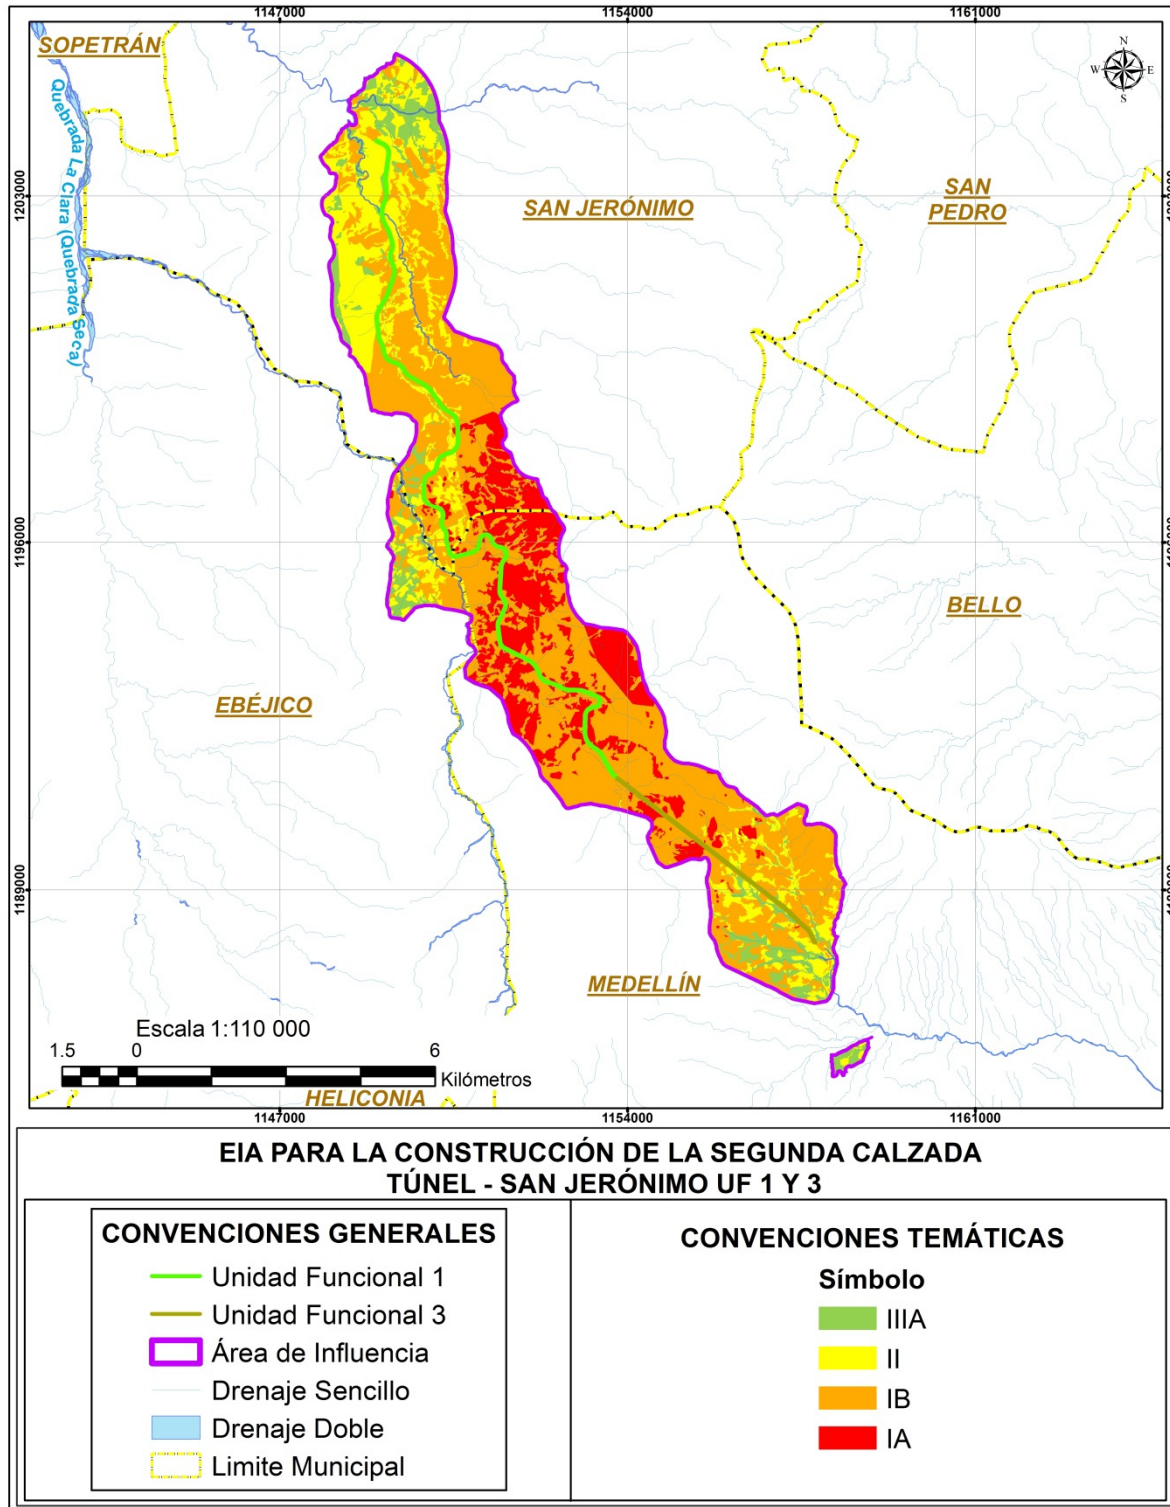 1147000
1154000
1161000
SOPETRÁN
N
W
E
S
Quebrada La Clara (Quebrada Seca)
1203000
SAN JERÓNIMO
SAN
PEDRO
1196000
BELLO
EBÉJICO
1189000
MEDELLÍN
Escala 1:110 000
1.5
0
6
Kilómetros
HELICONIA
1147000
1154000
1161000
EIA PARA LA CONSTRUCCIÓN DE LA SEGUNDA CALZADA
TÚNEL - SAN JERÓNIMO UF 1 Y 3
CONVENCIONES GENERALES
Unidad Funcional 1
Unidad Funcional 3
Área de Influencia
Drenaje Sencillo
Drenaje Doble
Limite Municipal
CONVENCIONES TEMÁTICAS
Símbolo
IIIA
II
IB
IA